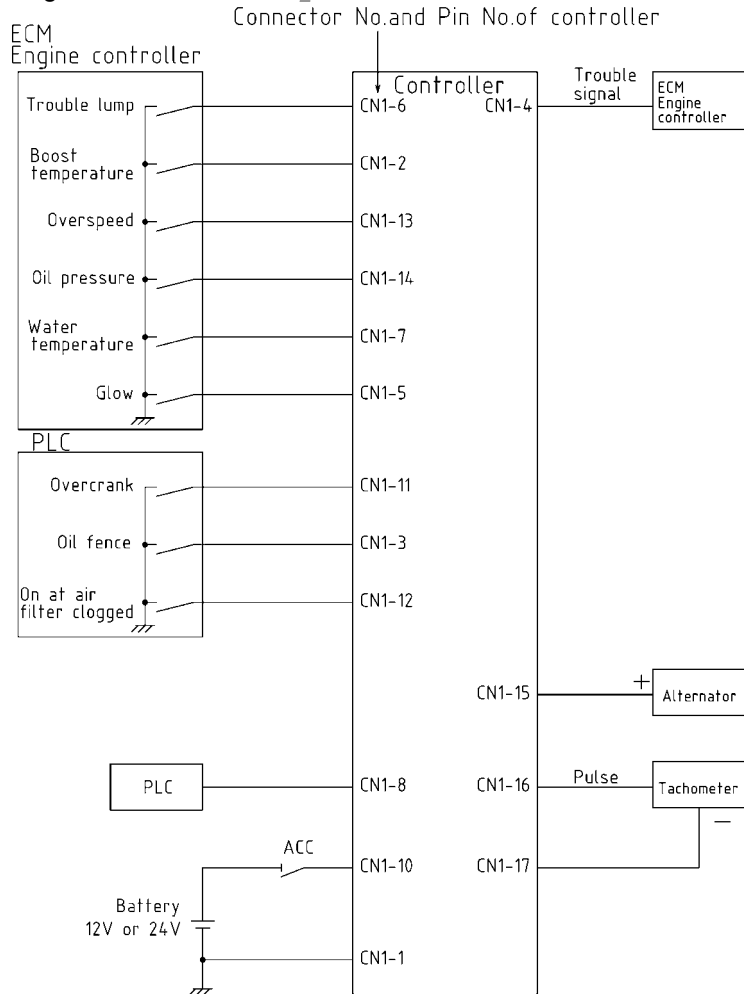 Connector No.and Pin No.of controller
ECM
Engine controller
Controller
Trouble lump
CN1-6
CN1-4
Trouble
signal
ECM
Engine
controller
Boost
temperature
CN1-2
Overspeed
CN1-13
Oil pressure
CN1-14
Water
temperature
CN1-7
Glow
CN1-5
PLC
Overcrank
CN1-11
Oil fence
CN1-3
On at air
filter clogged
CN1-12
CN1-15
+
Alternator
PLC
CN1-8
CN1-16
Pulse
Tachometer
−
ACC
CN1-10
CN1-17
Battery
12V or 24V
CN1-1